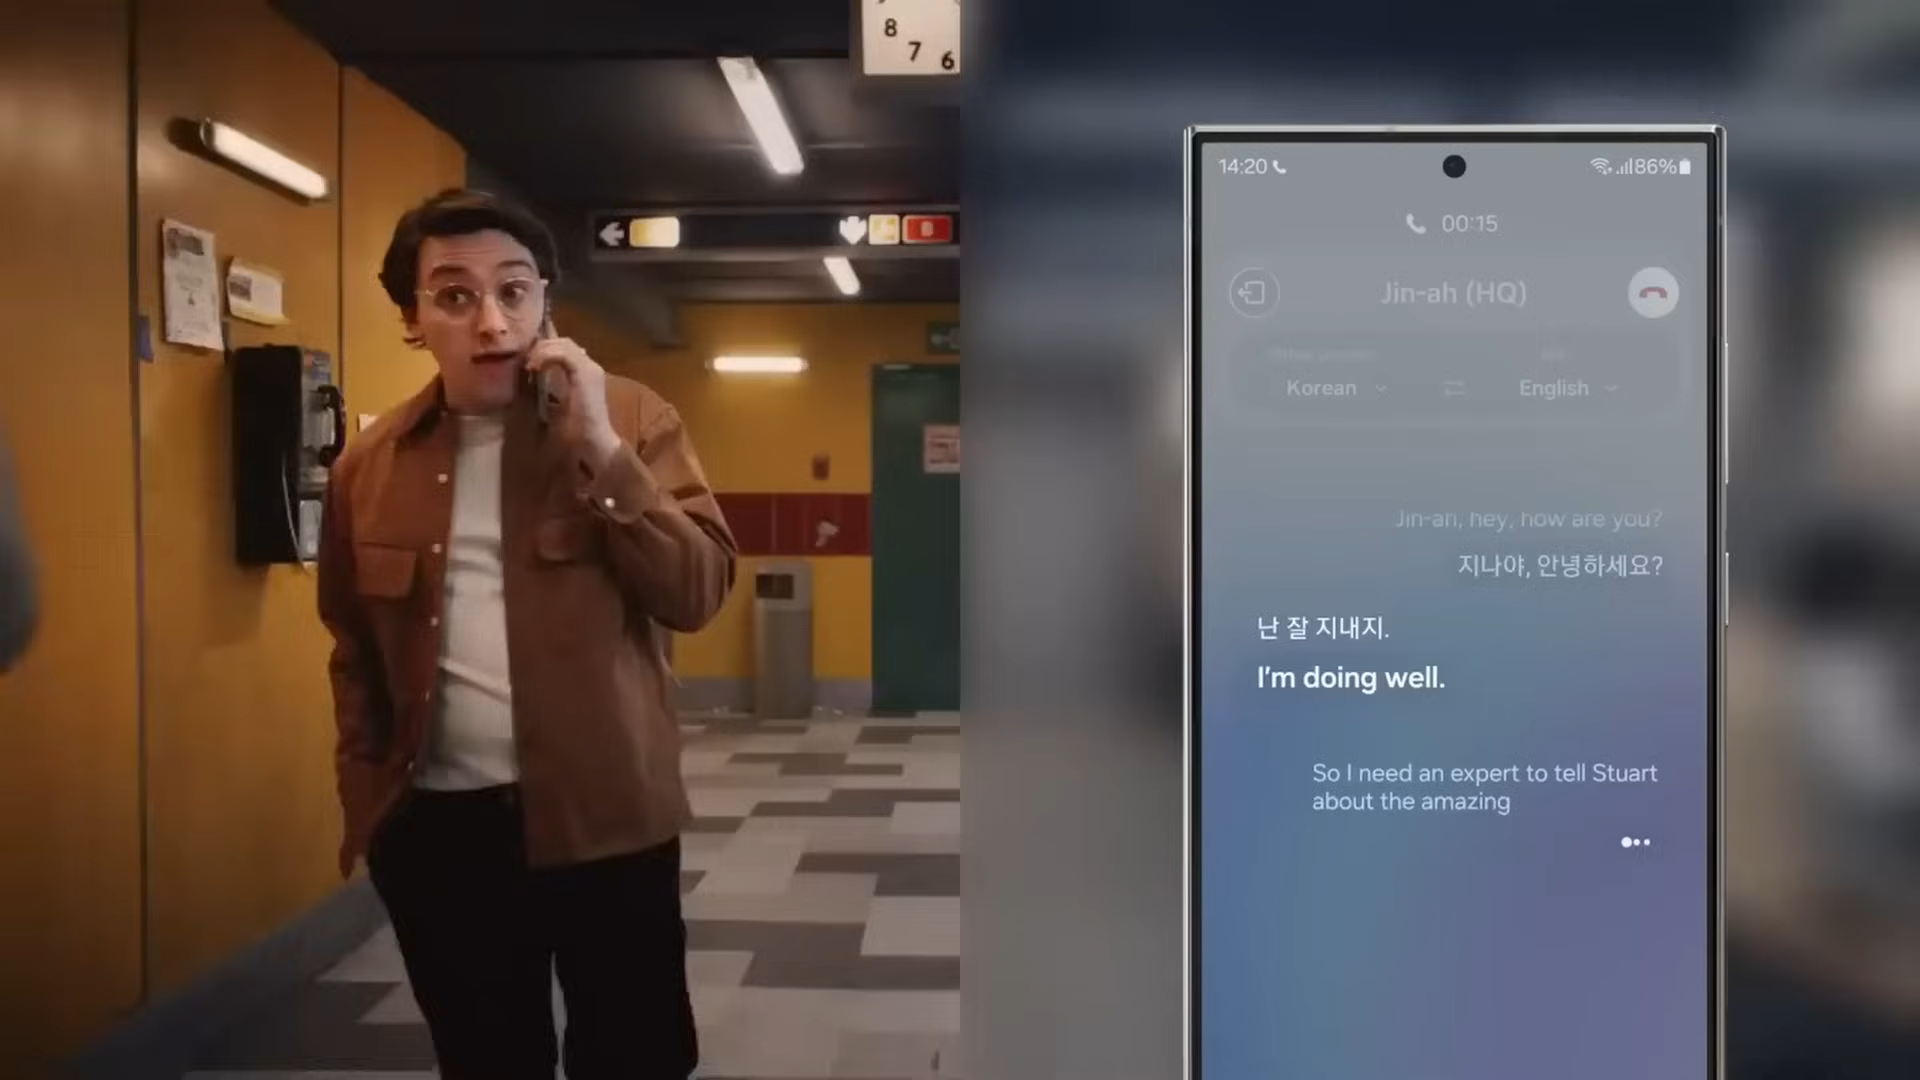 8
7
6
14:20
86%
00:15
Jin-ah (HQ)
Korean
English
Jin-ah, hey, how are you?
지나야, 안녕하세요?
난 잘 지내지.
I'm doing well.
So I need an expert to tell Stuart
about the amazing